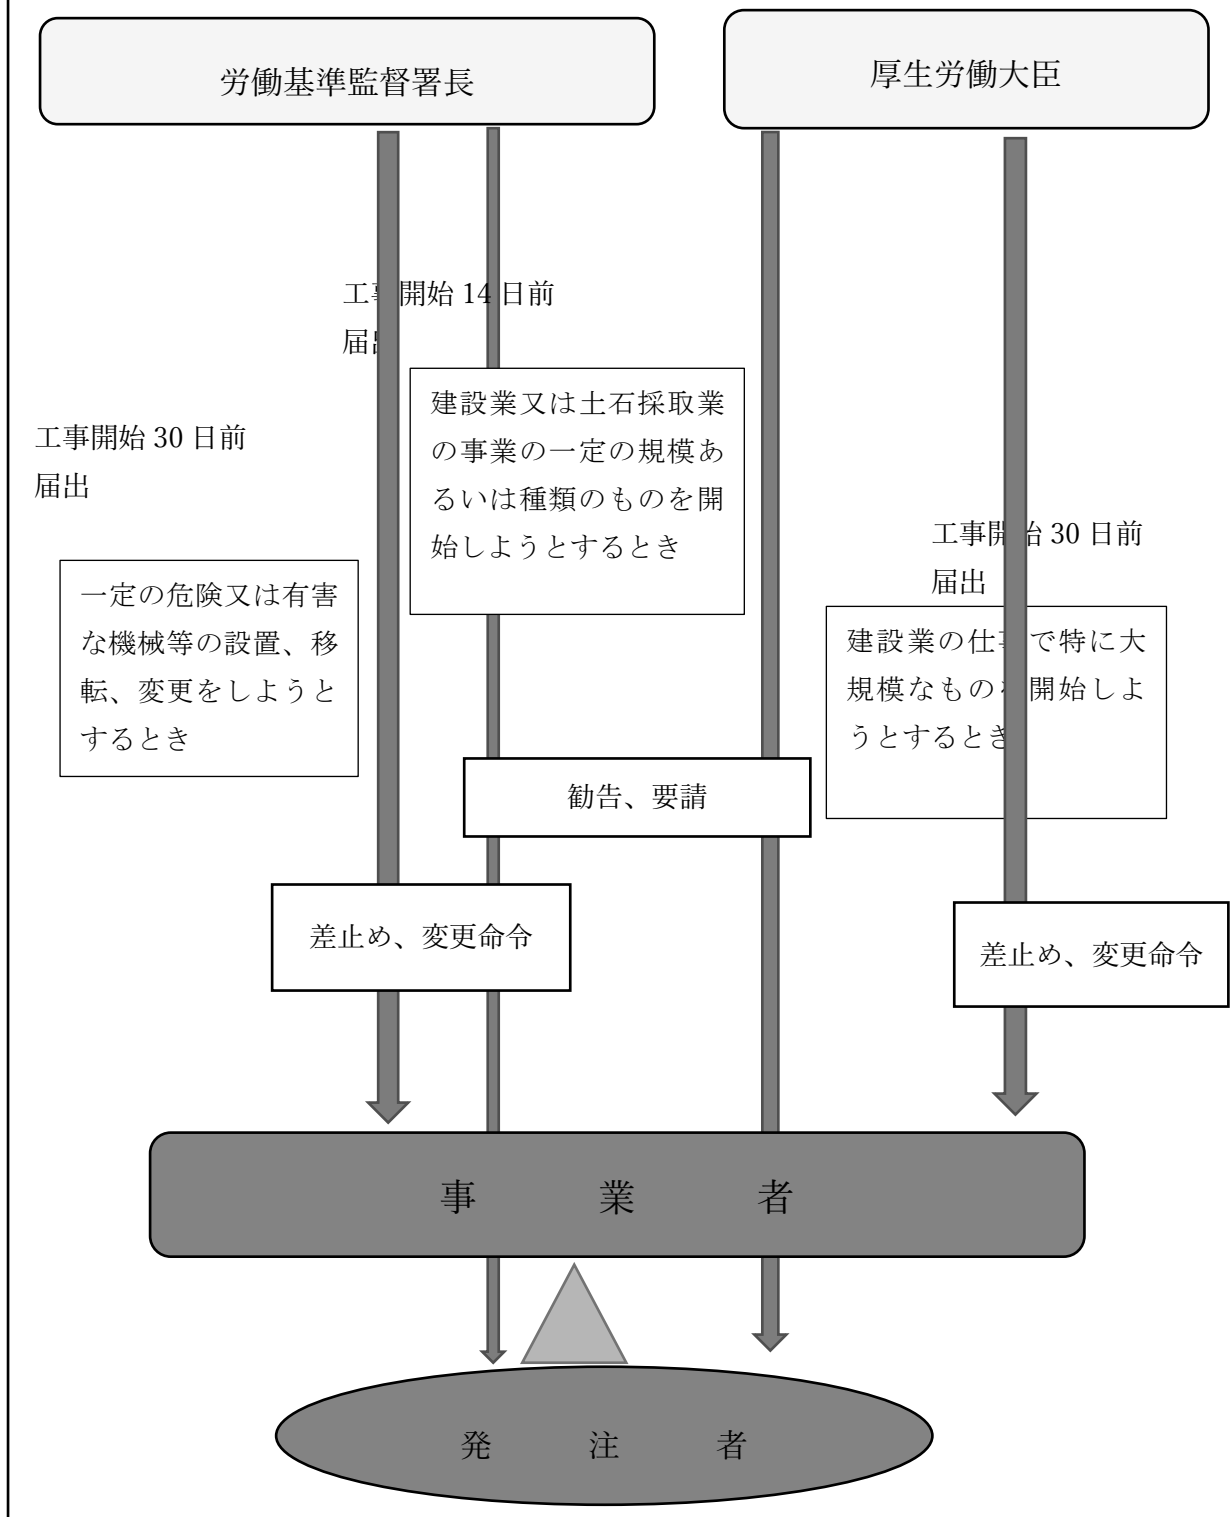 労働基準監督署長
厚生労働大臣
工事開始 14 日前
届出
建設業又は土石採取業
の事業の一定の規模あ
るいは種類のものを開
始しようとするとき
工事開始 30 日前
届出
一定の危険又は有害
な機械等の設置、移
転、変更をしようと
するとき
工事開始 30 日前
届出
建設業の仕事で特に大
規模なものを開始しよ
うとするとき
勧告、要請
差止め、変更命令
差止め、変更命令
事業者
発注者